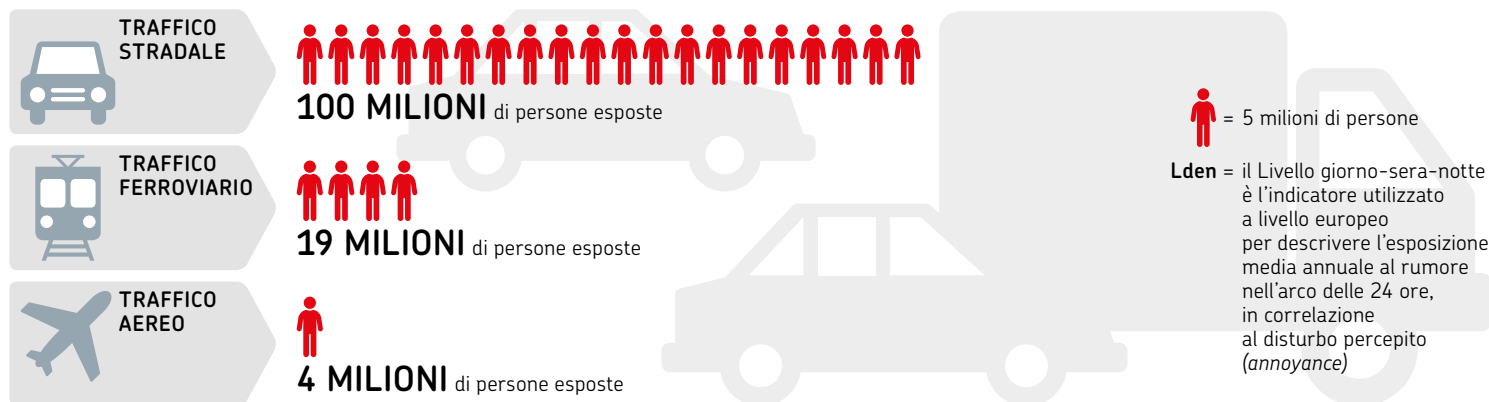 TRAFFICO
STRADALE
100 MILIONI di persone esposte
TRAFFICO
FERROVIARIO
19 MILIONI di persone esposte
TRAFFICO
AEREO
4 MILIONI di persone esposte
= 5 milioni di persone
Lden = il Livello giorno-sera-notte
è l'indicatore utilizzato
a livello europeo
per descrivere l'esposizione
media annuale al rumore
nell'arco delle 24 ore,
in correlazione
al disturbo percepito
(annoyance)